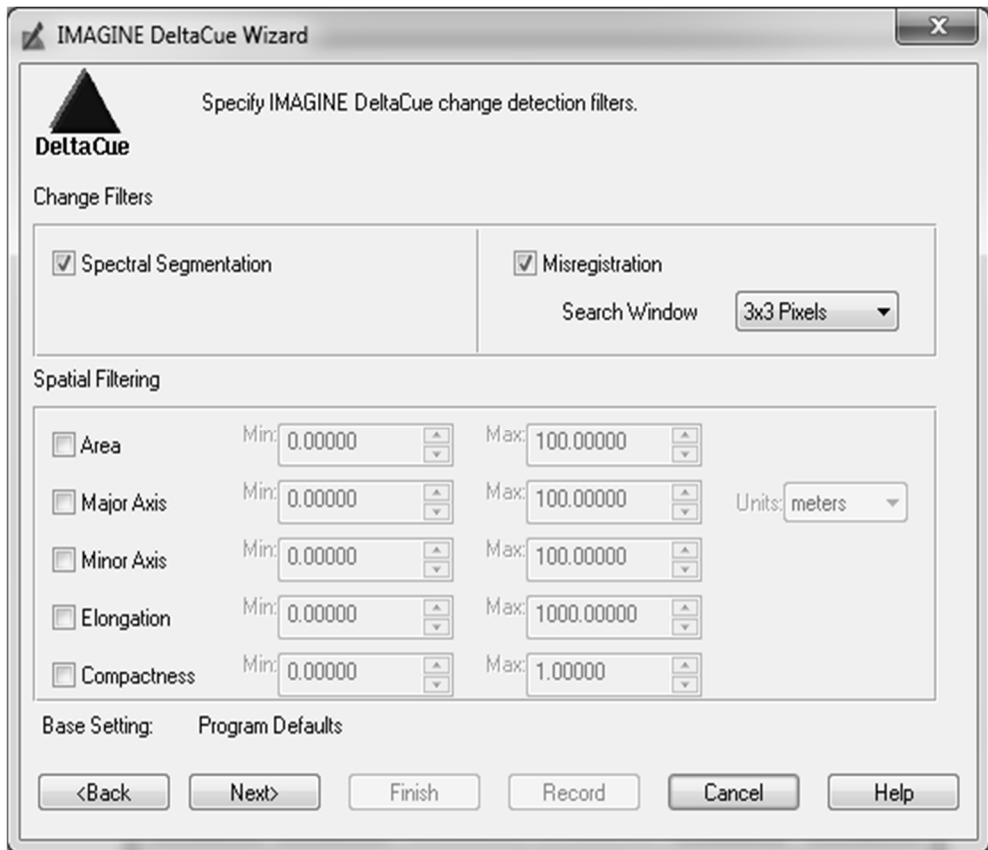 IMAGINE DeltaCue Wizard
X
Specify IMAGINE DeltaCue change detection filters.
DeltaCue
Change Filters
Spectral Segmentation
Misregistration
Search Window 3x3 Pixels
Spatial Filtering
Area Min: 0.00000 Max: 100.00000
Major Axis Min: 0.00000 Max: 100.00000 Units: meters
Minor Axis Min: 0.00000 Max: 100.00000
Elongation Min: 0.00000 Max: 1000.00000
Compactness Min: 0.00000 Max: 1.00000
Base Setting: Program Defaults
<Back Next> Finish Record Cancel Help